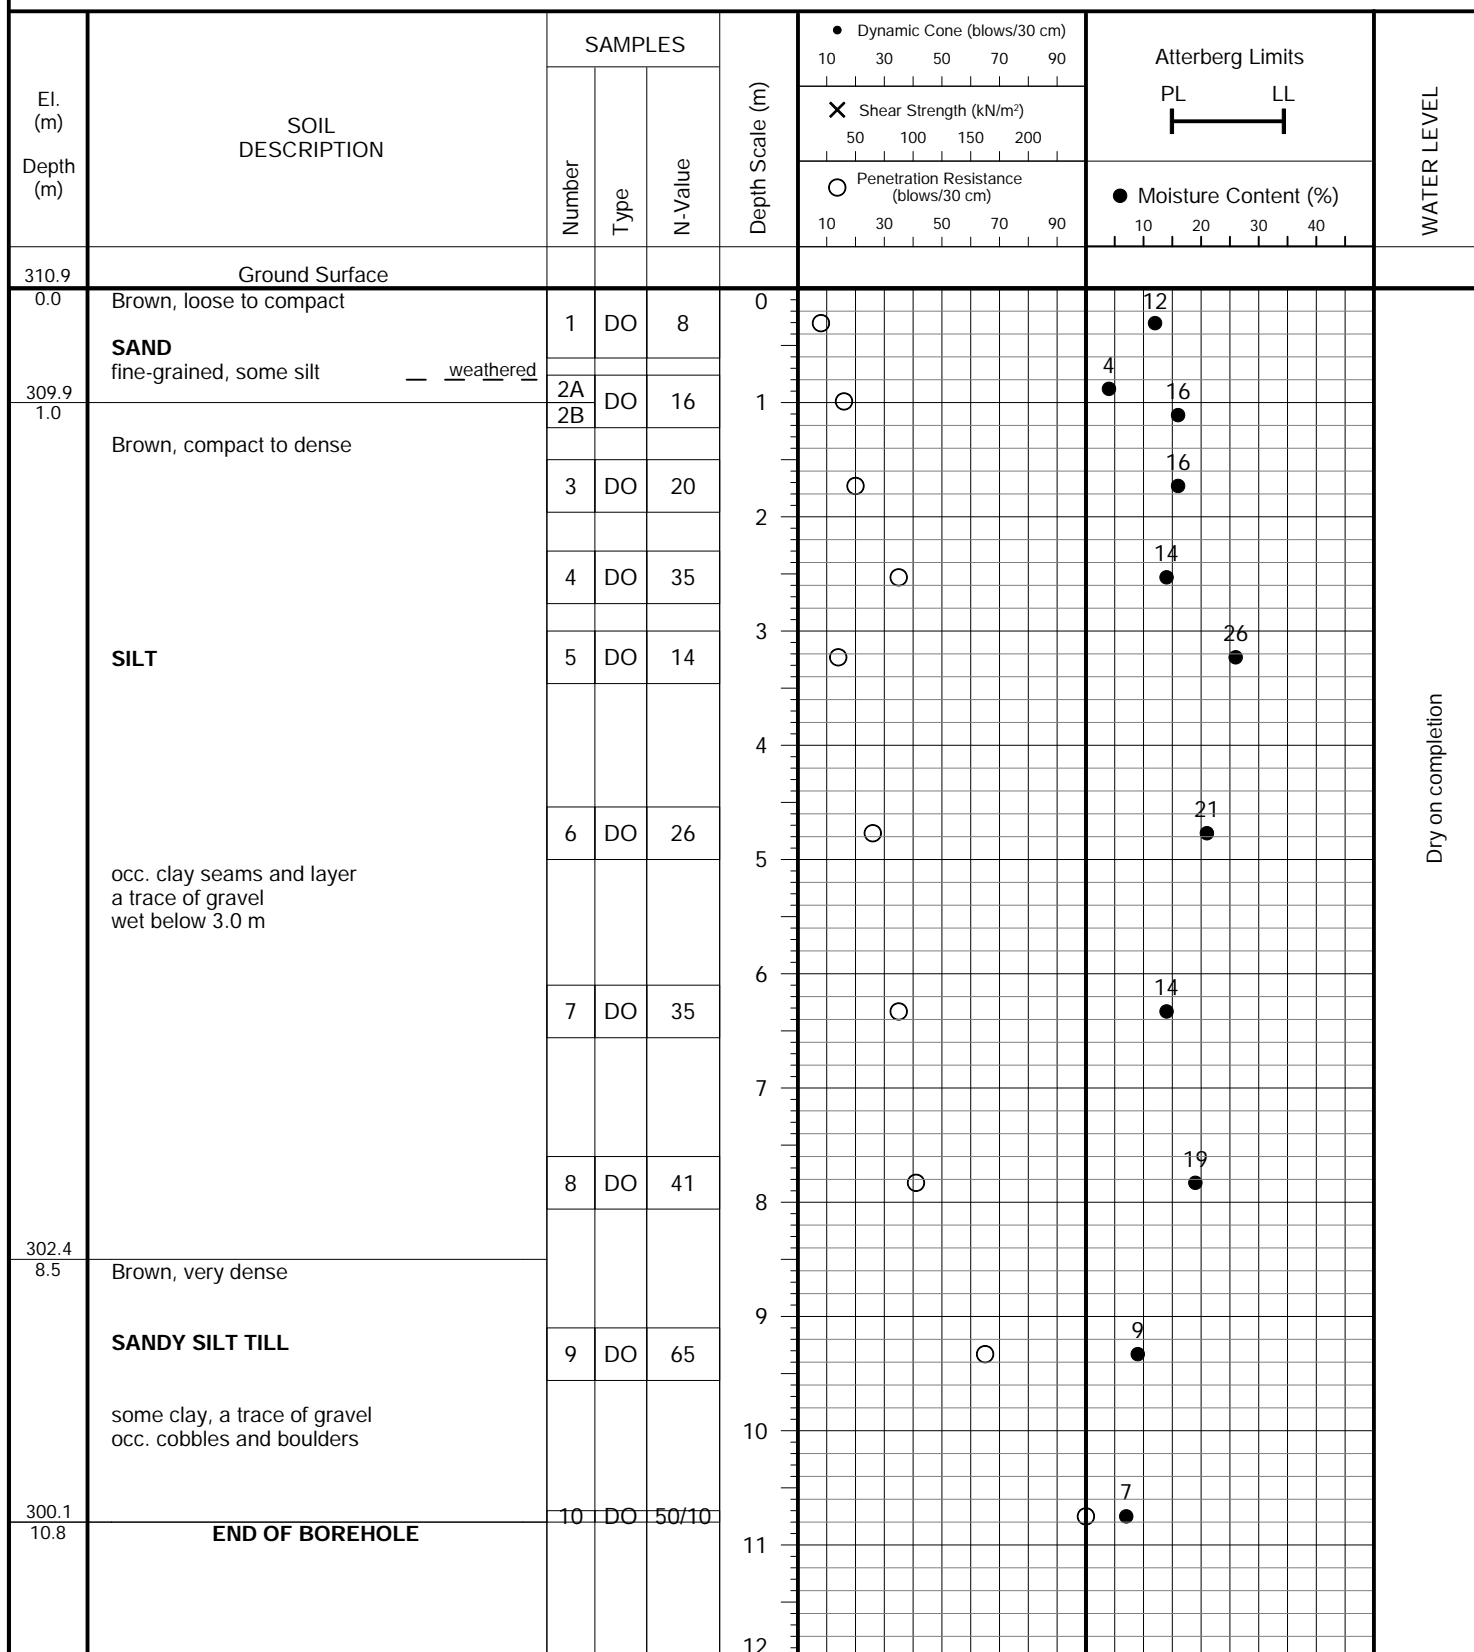 El.
(m)
Depth
(m)
SOIL
DESCRIPTION
SAMPLES
Number
Type
N-Value
Depth Scale (m)
Dynamic Cone (blows/30 cm)
10 30 50 70 90
Shear Strength (kN/m²)
50 100 150 200
Penetration Resistance
(blows/30 cm)
10 30 50 70 90
Atterberg Limits
PL LL
Moisture Content (%)
10 20 30 40
WATER LEVEL
310.9 Ground Surface
0.0 Brown, loose to compact 0 12
1 DO 8
SAND
fine-grained, some silt weathered 4
309.9 2A DO 16 1 16
1.0 2B
Brown, compact to dense
16
3 DO 20
2
14
4 DO 35
3 26
SILT 5 DO 14
4
Dry on completion
21
6 DO 26
5
occ. clay seams and layer
a trace of gravel
wet below 3.0 m
6
14
7 DO 35
7
19
8 DO 41
8
302.4
8.5 Brown, very dense
9
9
SANDY SILT TILL
9 DO 65
some clay, a trace of gravel
10
occ. cobbles and boulders
7
300.1 10 DO 50/10
10.8 END OF BOREHOLE
11
12